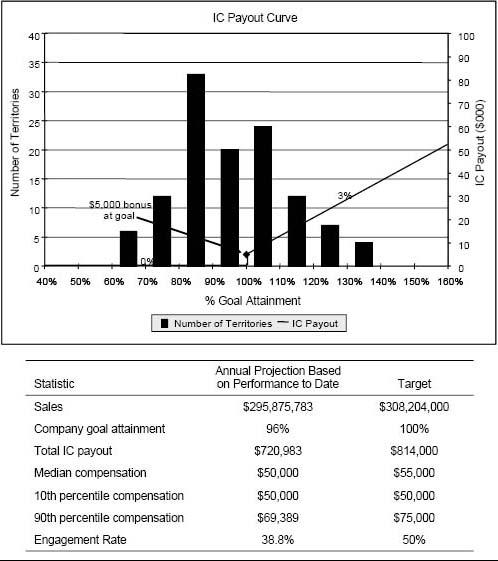 IC Payout Curve
Number of Territories
IC Payout ($000)
40
35
30
25
20
15
10
5
0
100
90
80
70
60
50
40
30
20
10
0
$5,000 bonus
at goal
0%
3%
40% 50% 60% 70% 80% 90% 100% 110% 120% 130% 140% 150% 160%
% Goal Attainment
Number of Territories IC Payout
Statistic Annual Projection Based on Performance to Date Target
Sales $295,875,783 $308,204,000
Company goal attainment 96% 100%
Total IC payout $720,983 $814,000
Median compensation $50,000 $55,000
10th percentile compensation $50,000 $50,000
90th percentile compensation $69,389 $75,000
Engagement Rate 38.8% 50%